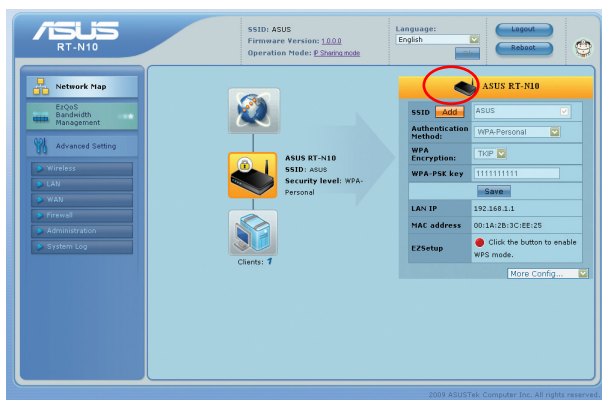 ASUS
RT-N10
SSID: ASUS
Firmware Version: 1.0.0.0
Operation Mode: IP Sharing mode
Language:
English
Logout
Reboot
Network Map
EzQoS
Bandwidth
Management
Advanced Setting
Wireless
LAN
WAN
Firewall
Administration
System Log
ASUS RT-N10
SSID: ASUS
Security level: WPA-
Personal
Clients: 1
ASUS RT-N10
SSID Add ASUS
Authentication
Method: WPA-Personal
WPA
Encryption: TKIP
WPA-PSK key 1111111111
Save
LAN IP 192.168.1.1
MAC address 00:1A:2B:3C:EE:25
EZSetup Click the button to enable
WPS mode.
More Config...
2009 ASUSTek Computer Inc. All rights reserved.